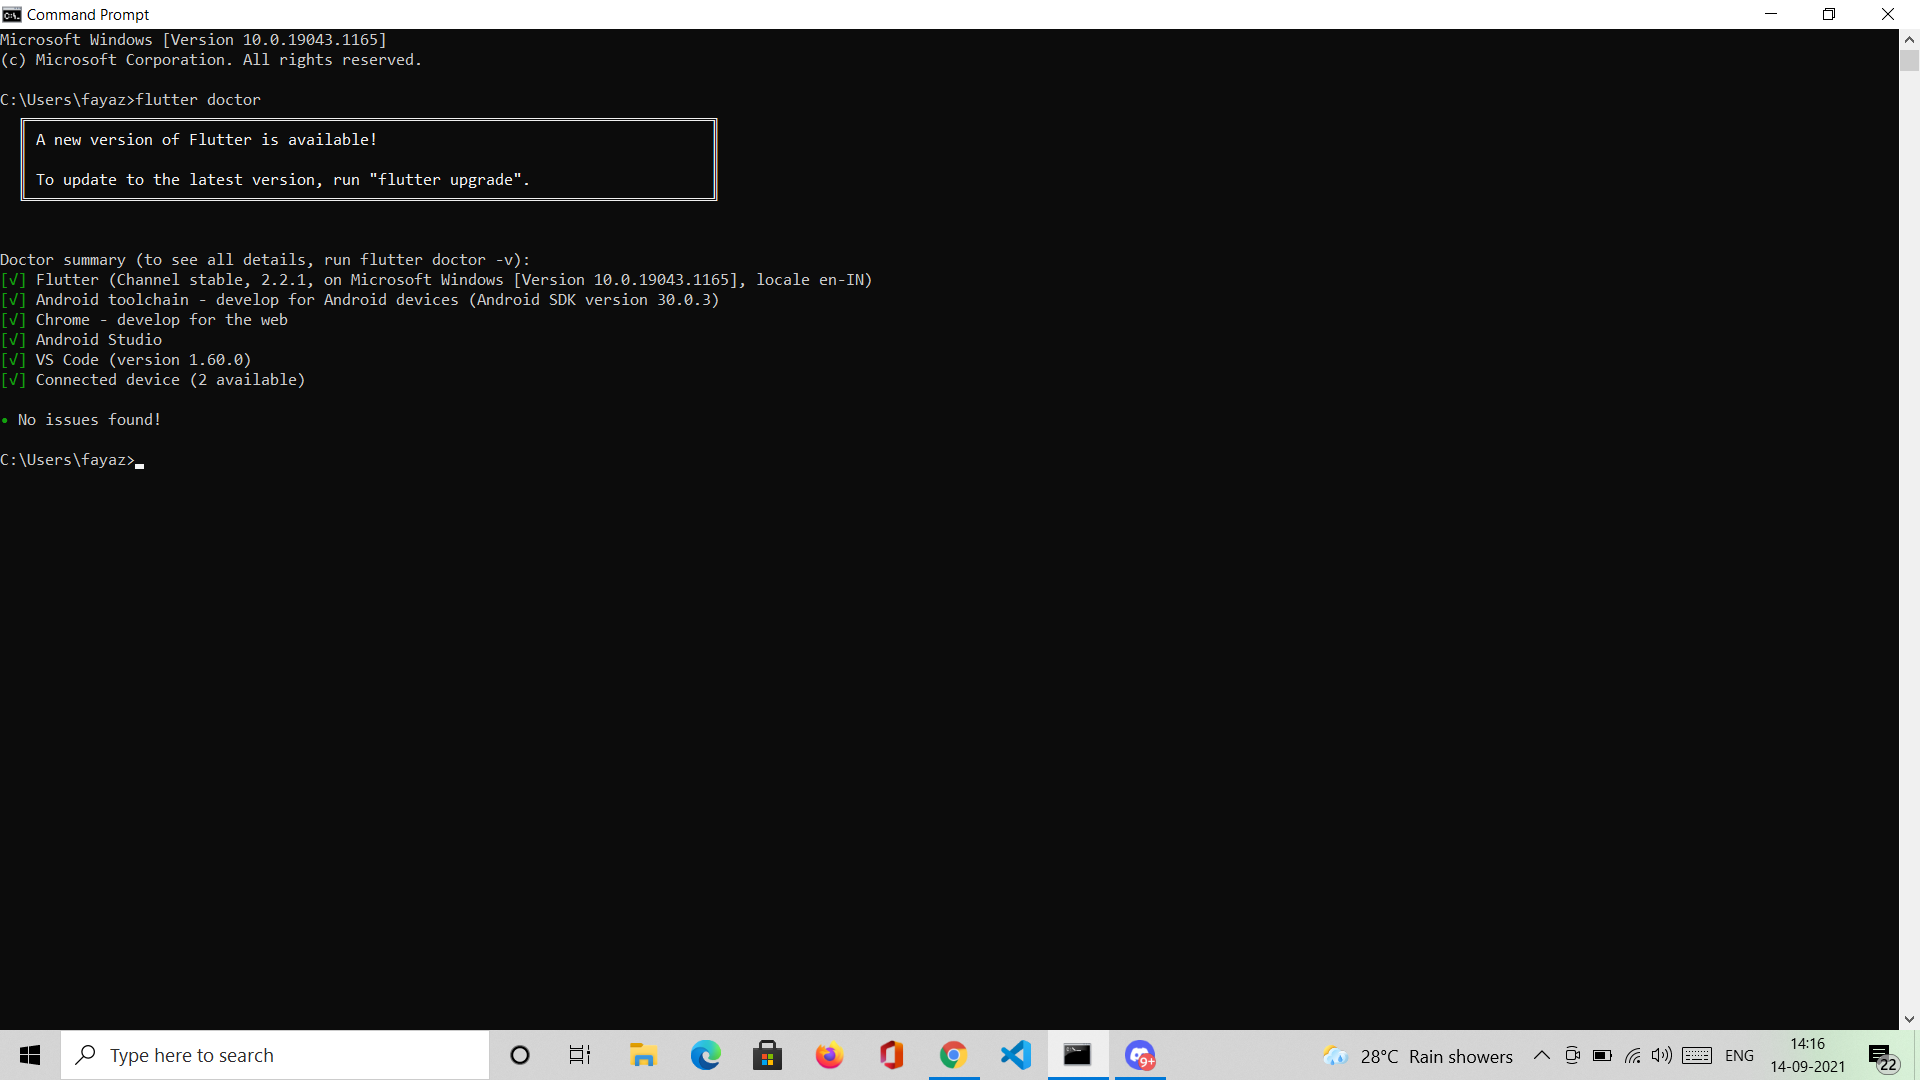 Command Prompt
Microsoft Windows [Version 10.0.19043.1165]
(c) Microsoft Corporation. All rights reserved.
C:\Users\fayaz>flutter doctor
A new version of Flutter is available!
To update to the latest version, run "flutter upgrade".
Doctor summary (to see all details, run flutter doctor -v):
[√] Flutter (Channel stable, 2.2.1, on Microsoft Windows [Version 10.0.19043.1165], locale en-IN)
[√] Android toolchain - develop for Android devices (Android SDK version 30.0.3)
[√] Chrome - develop for the web
[√] Android Studio
[√] VS Code (version 1.60.0)
[√] Connected device (2 available)
• No issues found!
C:\Users\fayaz>
Type here to search
9+
28°C Rain showers
ENG
14:16
14-09-2021
22